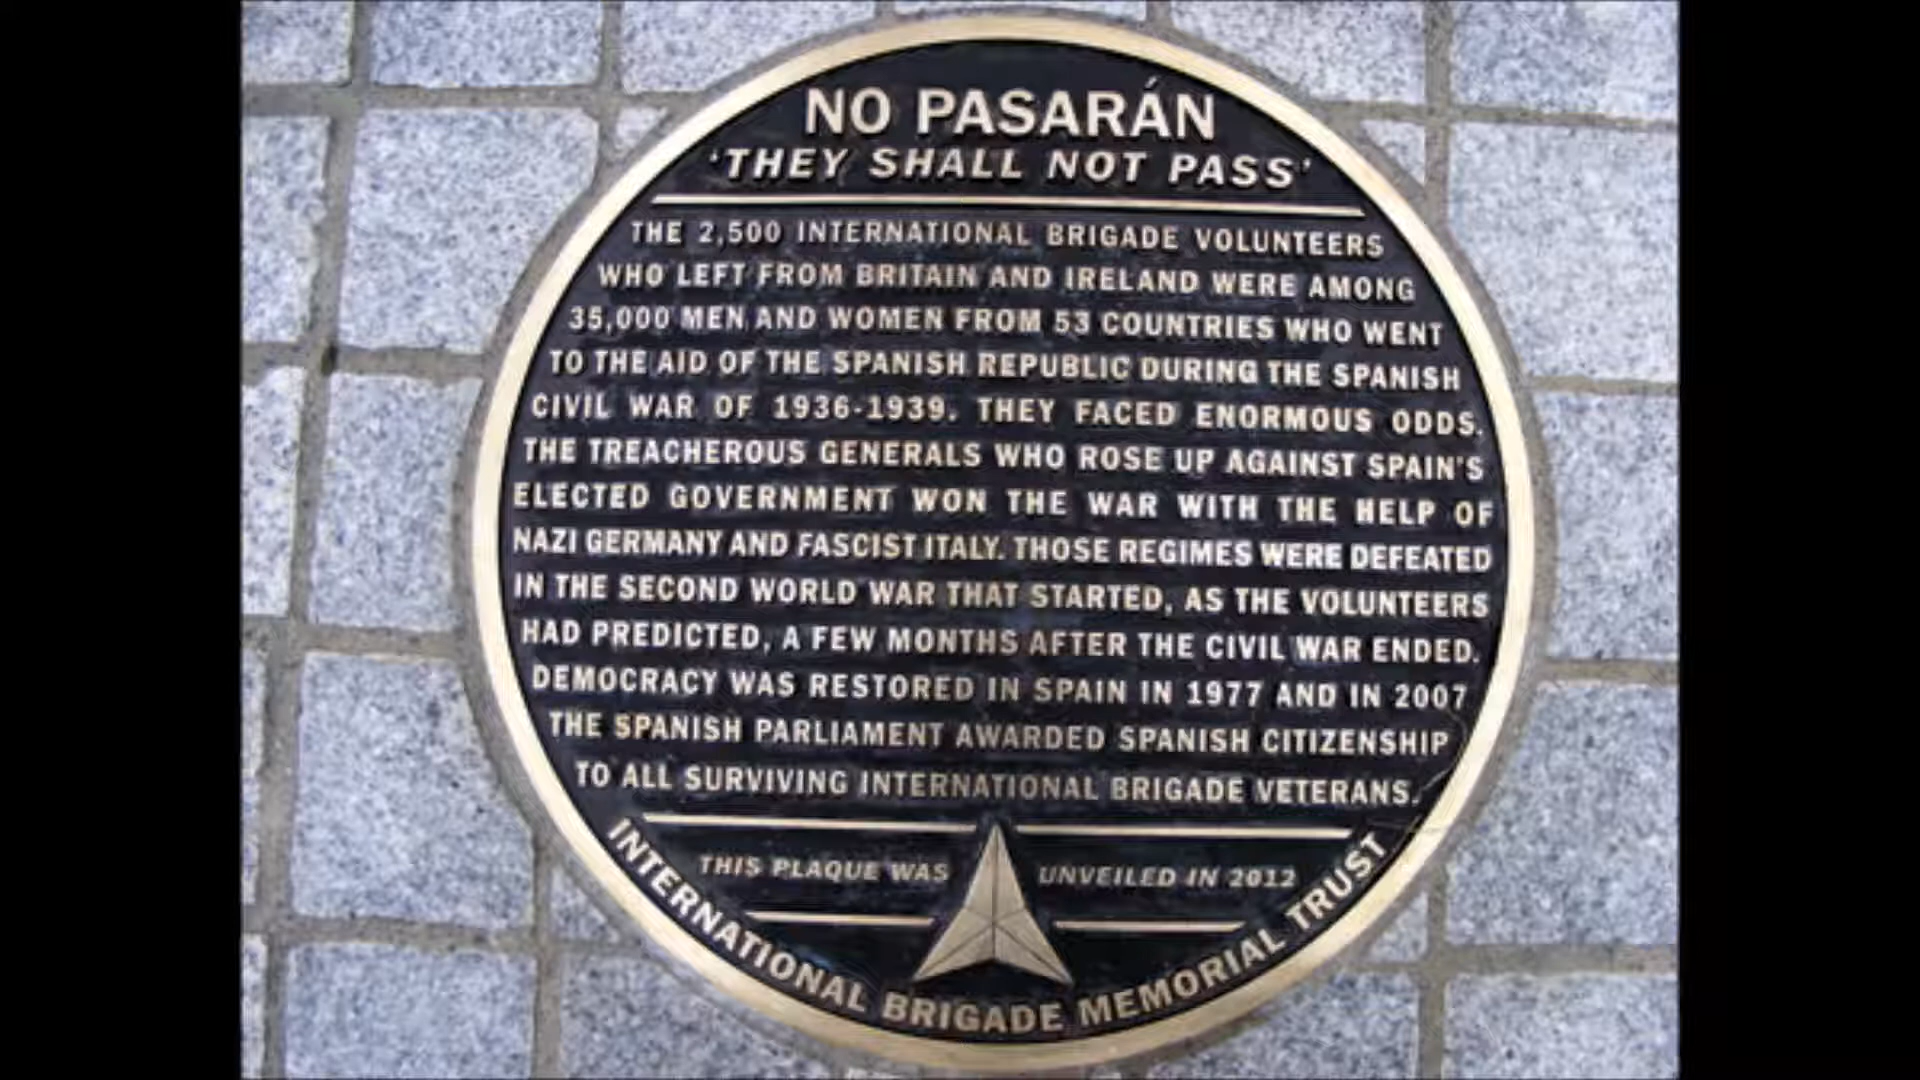 NO PASARÁN
'THEY SHALL NOT PASS'
THE 2,500 INTERNATIONAL BRIGADE VOLUNTEERS
WHO LEFT FROM BRITAIN AND IRELAND WERE AMONG
35,000 MEN AND WOMEN FROM 53 COUNTRIES WHO WENT
TO THE AID OF THE SPANISH REPUBLIC DURING THE SPANISH
CIVIL WAR OF 1936-1939. THEY FACED ENORMOUS ODDS.
THE TREACHEROUS GENERALS WHO ROSE UP AGAINST SPAIN'S
ELECTED GOVERNMENT WON THE WAR WITH THE HELP OF
NAZI GERMANY AND FASCIST ITALY. THOSE REGIMES WERE DEFEATED
IN THE SECOND WORLD WAR THAT STARTED, AS THE VOLUNTEERS
HAD PREDICTED, A FEW MONTHS AFTER THE CIVIL WAR ENDED.
DEMOCRACY WAS RESTORED IN SPAIN IN 1977 AND IN 2007
THE SPANISH PARLIAMENT AWARDED SPANISH CITIZENSHIP
TO ALL SURVIVING INTERNATIONAL BRIGADE VETERANS.
THIS PLAQUE WAS UNVEILED IN 2012
INTERNATIONAL BRIGADE MEMORIAL TRUST